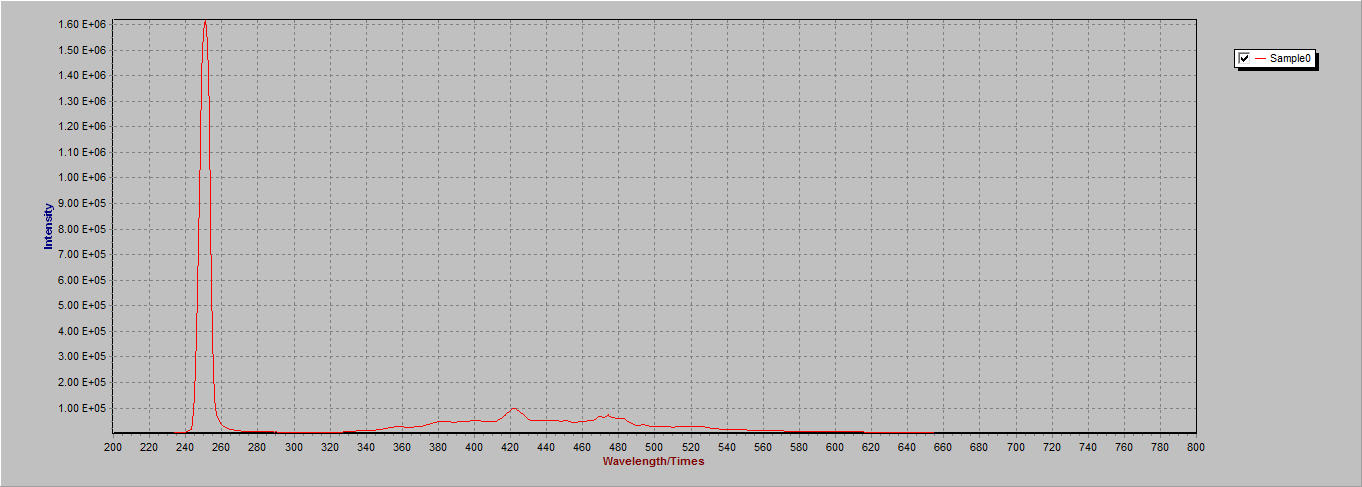 1.60 E+06
1.50 E+06
1.40 E+06
1.30 E+06
1.20 E+06
1.10 E+06
1.00 E+06
9.00 E+05
8.00 E+05
7.00 E+05
6.00 E+05
5.00 E+05
4.00 E+05
3.00 E+05
2.00 E+05
1.00 E+05
Intensity
200 220 240 260 280 300 320 340 360 380 400 420 440 460 480 500 520 540 560 580 600 620 640 660 680 700 720 740 760 780 800
Wavelength/Times
Sample0